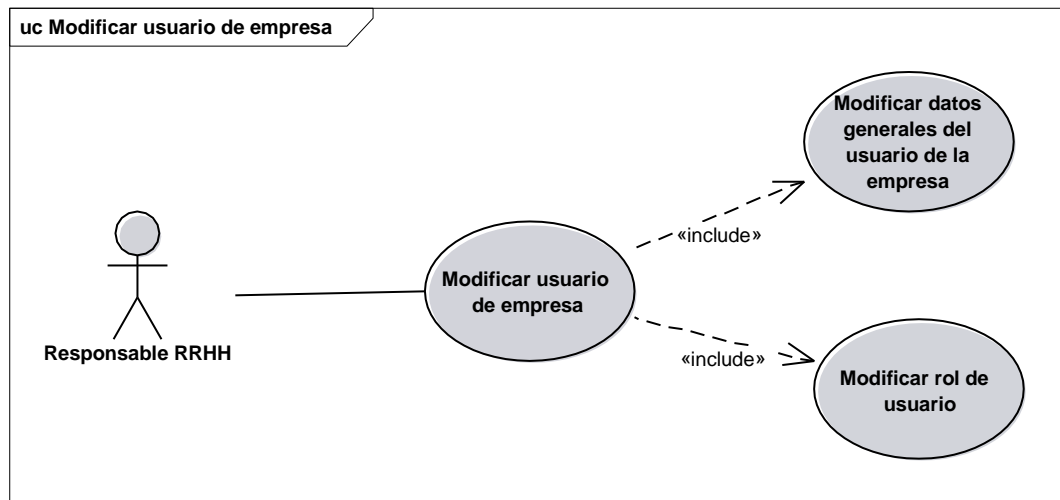 uc Modificar usuario de empresa
Modificar datos
generales del
usuario de la
empresa
«include»
Modificar usuario
de empresa
Responsable RRHH
«include»
Modificar rol de
usuario